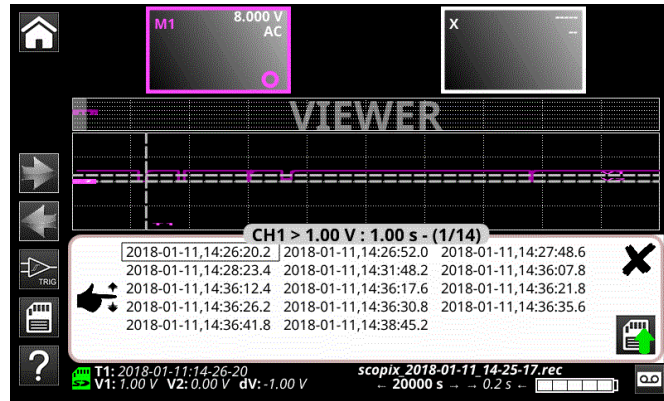 M1 8.000 V
AC
X ----- 
--
VIEWER
CH1 > 1.00 V : 1.00 s - (1/14)
2018-01-11,14:26:20.2 2018-01-11,14:26:52.0 2018-01-11,14:27:48.6
2018-01-11,14:28:23.4 2018-01-11,14:31:48.2 2018-01-11,14:36:07.8
2018-01-11,14:36:12.4 2018-01-11,14:36:17.6 2018-01-11,14:36:21.8
2018-01-11,14:36:26.2 2018-01-11,14:36:30.8 2018-01-11,14:36:35.6
2018-01-11,14:36:41.8 2018-01-11,14:38:45.2
TRIG
?
T1: 2018-01-11:14-26-20 scopix_2018-01-11_14-25-17.rec
V1: 1.00 V V2: 0.00 V dV: -1.00 V ← 20000 s → → 0.2 s ←